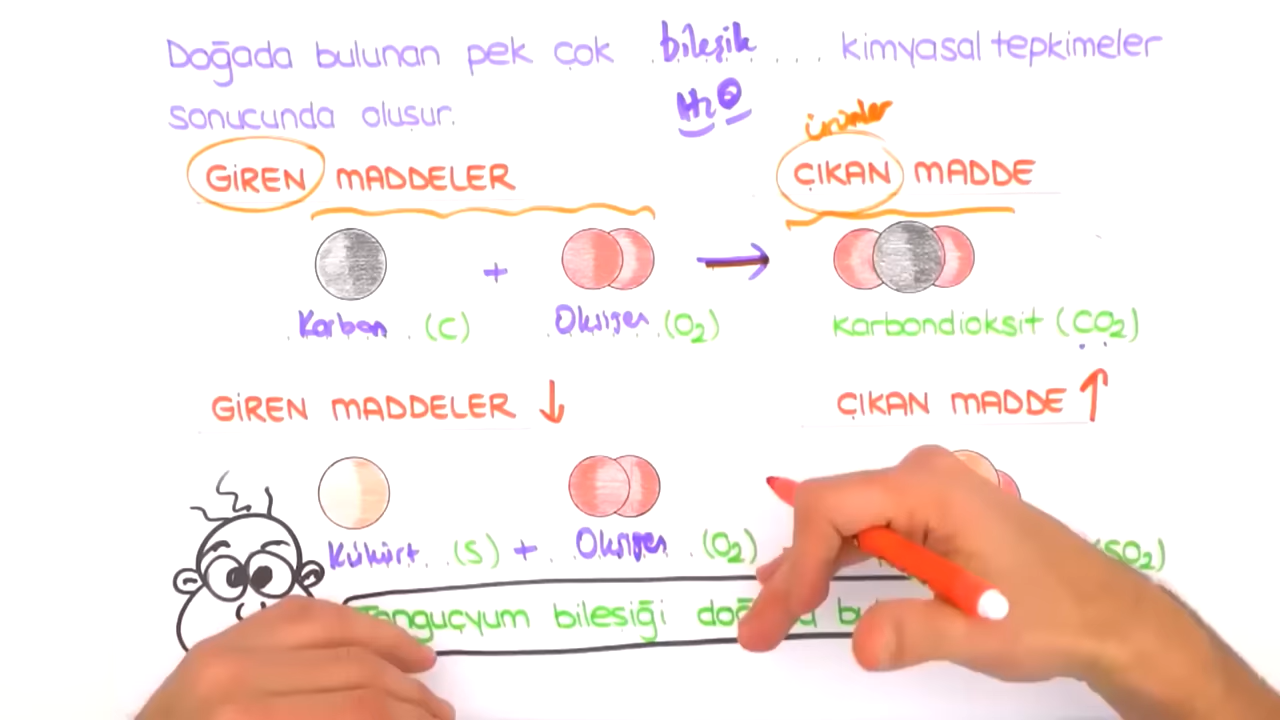 Doğada bulunan pek çok bileşik ....... kimyasal tepkimeler
H₂O
sonucunda oluşur.
ürünler
GİREN MADDELER
ÇIKAN MADDE
+
→
Karbon (C)
Oksijen (O₂)
Karbondioksit (CO₂)
GİREN MADDELER ↓
ÇIKAN MADDE ↑
Kükürt (S) + Oksijen (O₂)
(SO₂)
Tonguçyum bileşiği